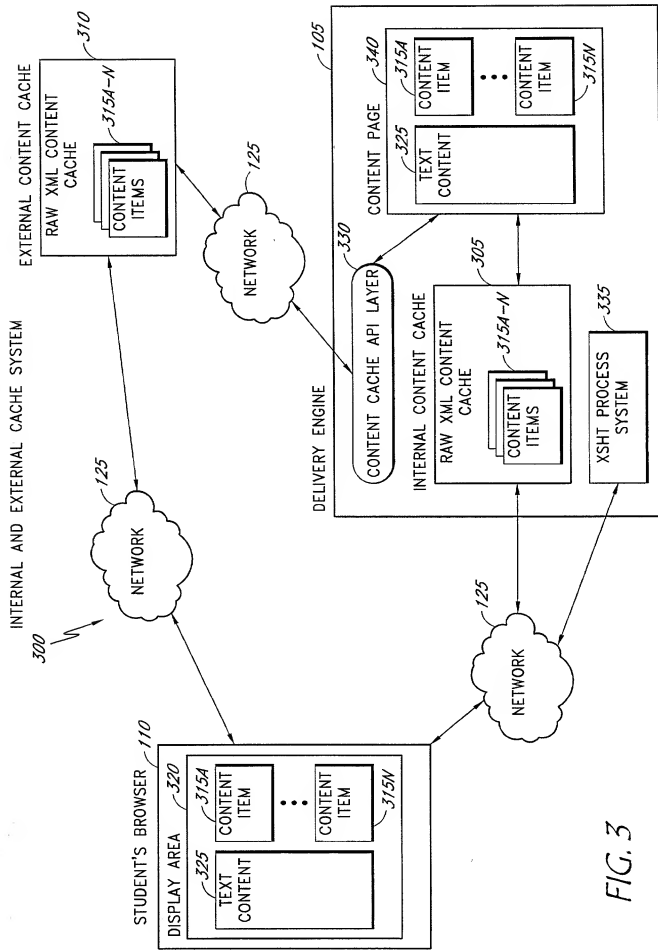 INTERNAL AND EXTERNAL CACHE SYSTEM
300
STUDENT'S BROWSER
110
DISPLAY AREA
320
325
TEXT
CONTENT
315A
CONTENT
ITEM
CONTENT
ITEM
315N
125
NETWORK
EXTERNAL CONTENT CACHE
310
RAW XML CONTENT
CACHE
315A-N
CONTENT
ITEMS
125
NETWORK
125
NETWORK
DELIVERY ENGINE
105
330
CONTENT CACHE API LAYER
INTERNAL CONTENT CACHE
305
RAW XML CONTENT
CACHE
315A-N
CONTENT
ITEMS
335
XSHT PROCESS
SYSTEM
CONTENT PAGE
340
325
TEXT
CONTENT
315A
CONTENT
ITEM
CONTENT
ITEM
315N
FIG. 3